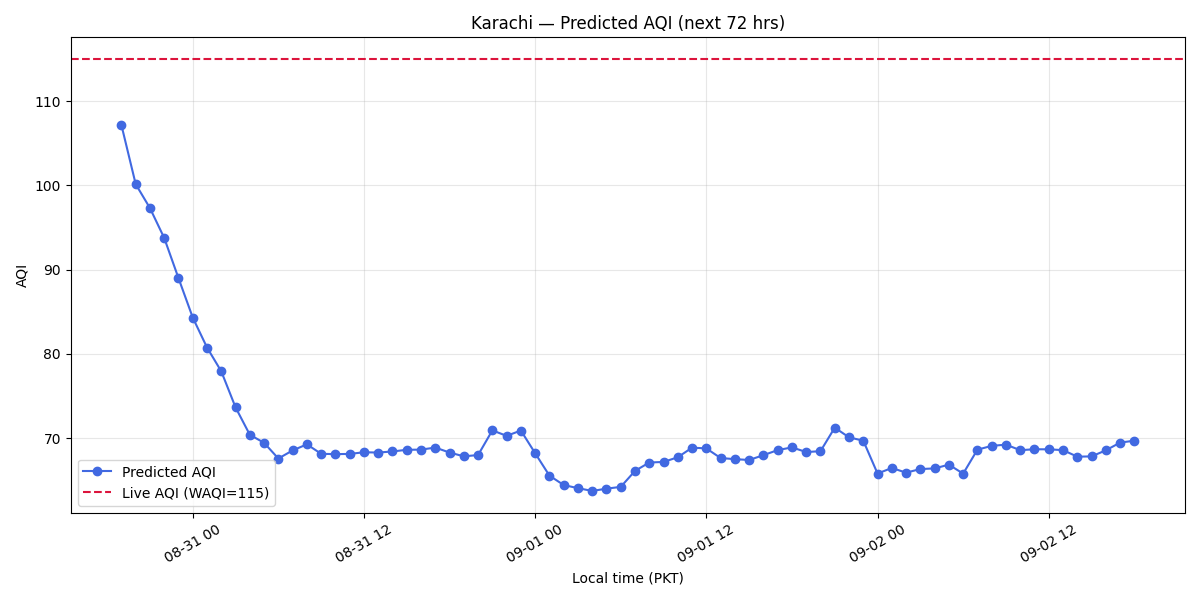 Karachi — Predicted AQI (next 72 hrs)
110
100
90
80
70
AQI
Predicted AQI
Live AQI (WAQI=115)
08-31 00
08-31 12
09-01 00
09-01 12
09-02 00
09-02 12
Local time (PKT)